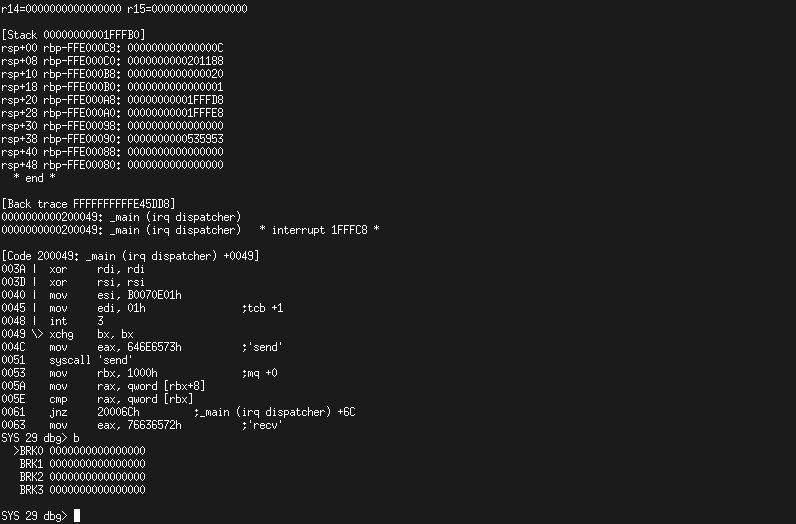 r14=0000000000000000 r15=0000000000000000
[Stack 00000000001FFFB0]
rsp+00 rbp-FFE000C8: 000000000000000C
rsp+08 rbp-FFE000C0: 0000000000201188
rsp+10 rbp-FFE000B8: 0000000000000020
rsp+18 rbp-FFE000B0: 0000000000000001
rsp+20 rbp-FFE000A8: 00000000001FFFD8
rsp+28 rbp-FFE000A0: 00000000001FFFE8
rsp+30 rbp-FFE00098: 0000000000000000
rsp+38 rbp-FFE00090: 0000000000535953
rsp+40 rbp-FFE00088: 0000000000000000
rsp+48 rbp-FFE00080: 0000000000000000
* end *
[Back trace FFFFFFFFFFE45DD8]
0000000000200049: _main (irq dispatcher)
0000000000200049: _main (irq dispatcher)   * interrupt 1FFFC8 *
[Code 200049: _main (irq dispatcher) +0049]
003A |  xor    rdi, rdi
003D |  xor    rsi, rsi
0040 |  mov    esi, B0070E01h
0045 |  mov    edi, 01h                ;tcb +1
0048 |  int    3
0049 \> xchg   bx, bx
004C    mov    eax, 646E6573h          ;'send'
0051    syscall 'send'
0053    mov    rbx, 1000h              ;mq +0
005A    mov    rax, qword [rbx+8]
005E    cmp    rax, qword [rbx]
0061    jnz    20006Ch         ;_main (irq dispatcher) +6C
0063    mov    eax, 76636572h          ;'recv'
SYS 29 dbg> b
>BRK0 0000000000000000
BRK1 0000000000000000
BRK2 0000000000000000
BRK3 0000000000000000
SYS 29 dbg>